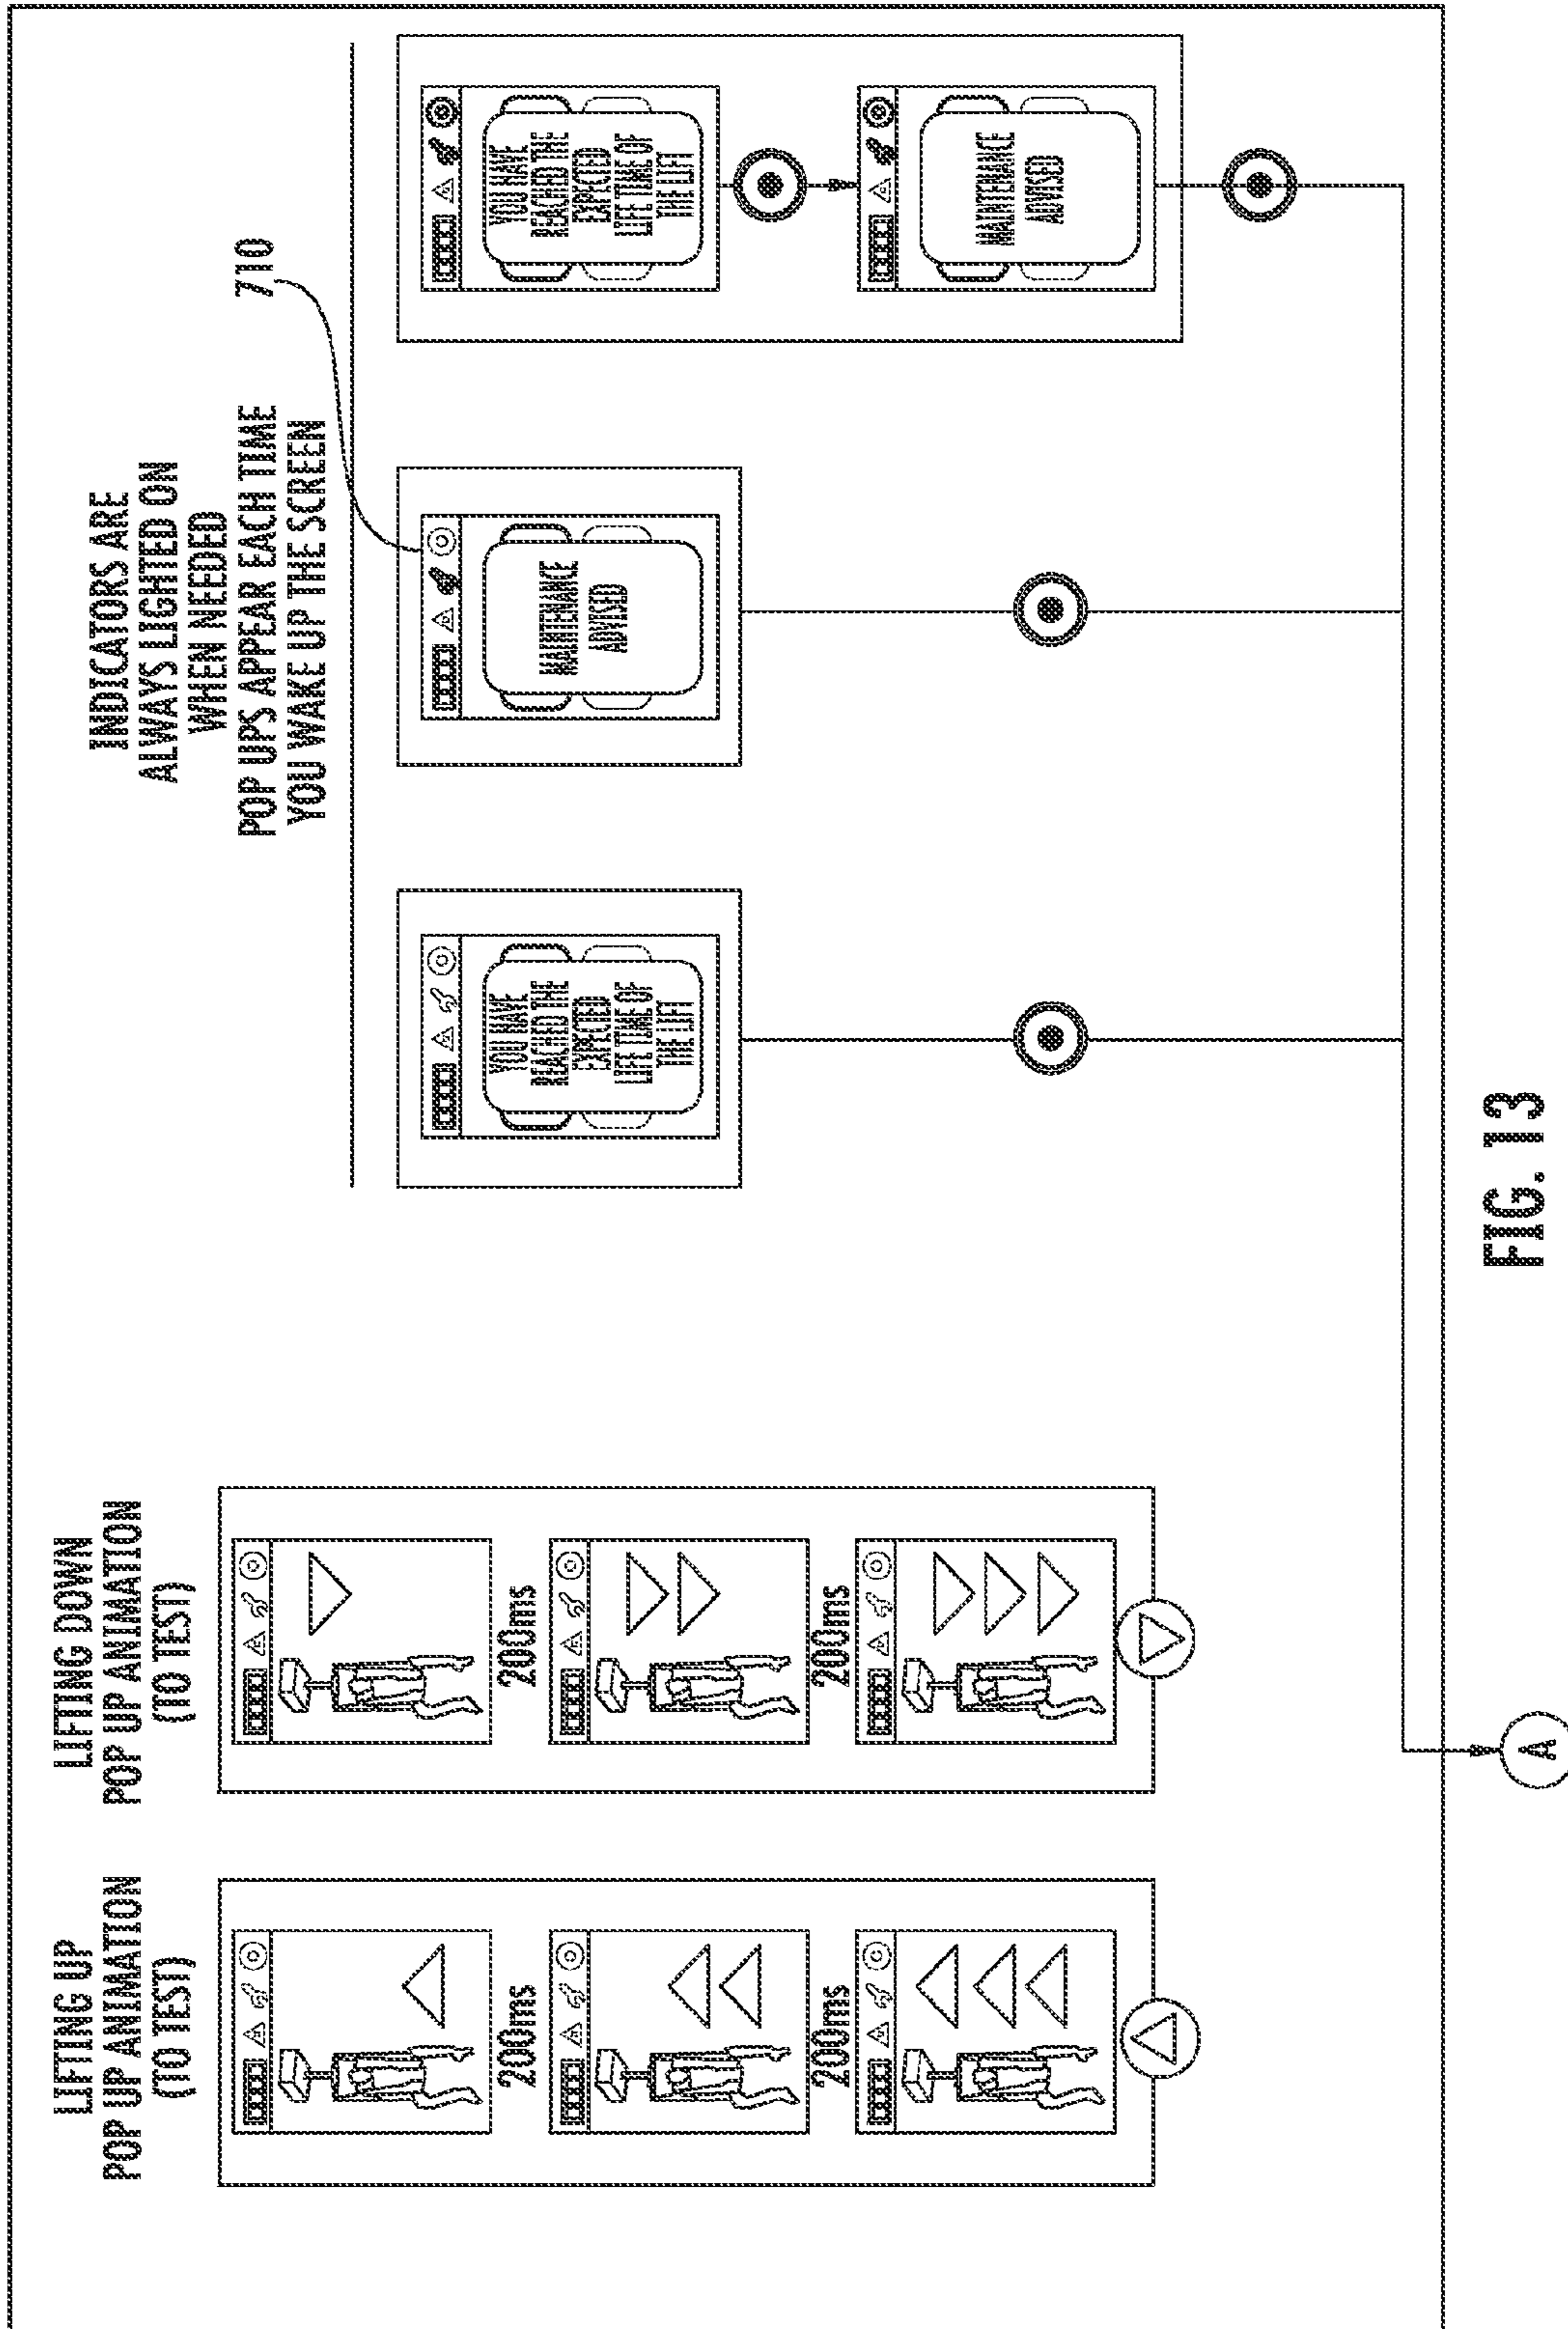 LIFTING UP
POP UP ANIMATION
(TO TEST)
200ms
200ms
LIFTING DOWN
POP UP ANIMATION
(TO TEST)
200ms
200ms
INDICATORS ARE
ALWAYS LIGHTED ON
WHEN NEEDED
POP UPS APPEAR EACH TIME
YOU WAKE UP THE SCREEN
710
YOU HAVE
REACHED THE
EXPECTED
LIFE TIME OF
THE LIFT
MAINTENANCE
ADVISED
YOU HAVE
REACHED THE
EXPECTED
LIFE TIME OF
THE LIFT
MAINTENANCE
ADVISED
A
FIG. 13